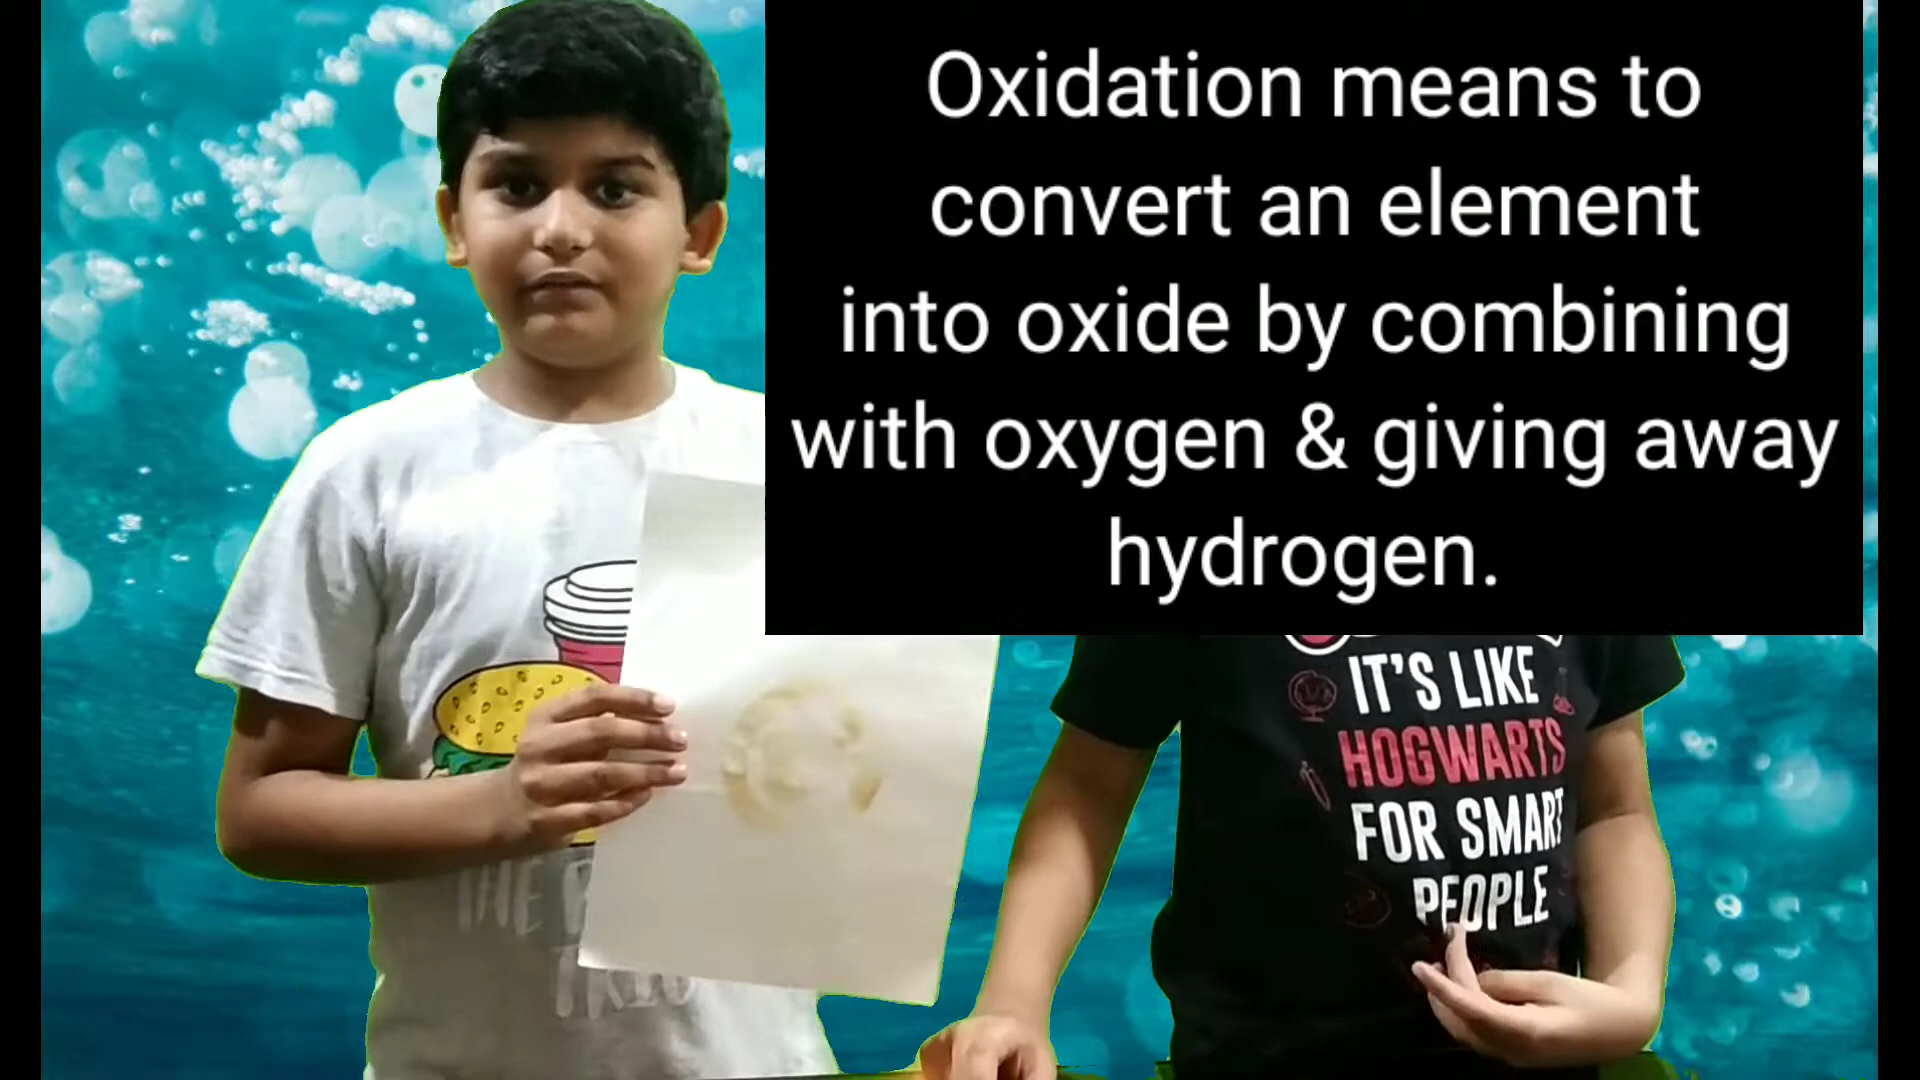 Oxidation means to
convert an element
into oxide by combining
with oxygen & giving away
hydrogen.
IT'S LIKE
HOGWARTS
FOR SMART
PEOPLE
THE